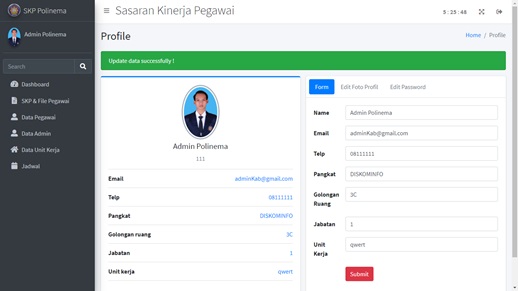 SKP Polinema
Sasaran Kinerja Pegawai
5 : 25 : 48
Admin Polinema
Search
Dashboard
SKP & File Pegawai
Data Pegawai
Data Admin
Data Unit Kerja
Jadwal
Profile
Home / Profile
Update data successfully !
Admin Polinema
111
Email adminKab@gmail.com
Telp 08111111
Pangkat DISKOMINFO
Golongan ruang 3C
Jabatan 1
Unit kerja qwert
Form Edit Foto Profil Edit Password
Name Admin Polinema
Email adminKab@gmail.com
Telp 08111111
Pangkat DISKOMINFO
Golongan 3C
Ruang
Jabatan 1
Unit qwert
Kerja
Submit